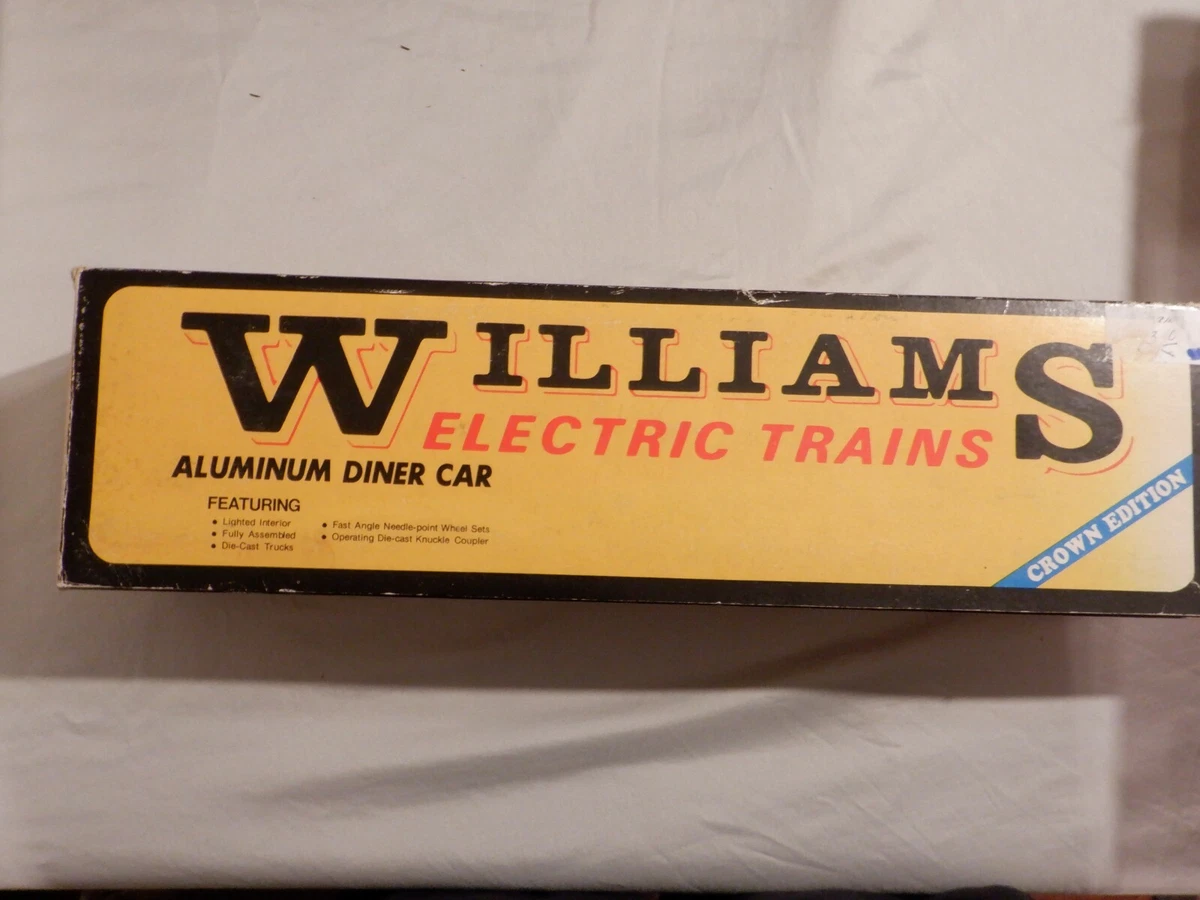 WILLIAMS
ELECTRIC TRAINS
ALUMINUM DINER CAR
FEATURING
• Lighted Interior
• Fully Assembled
• Die-Cast Trucks
• Fast Angle Needle-point Wheel Sets
• Operating Die-cast Knuckle Coupler
CROWN EDITION